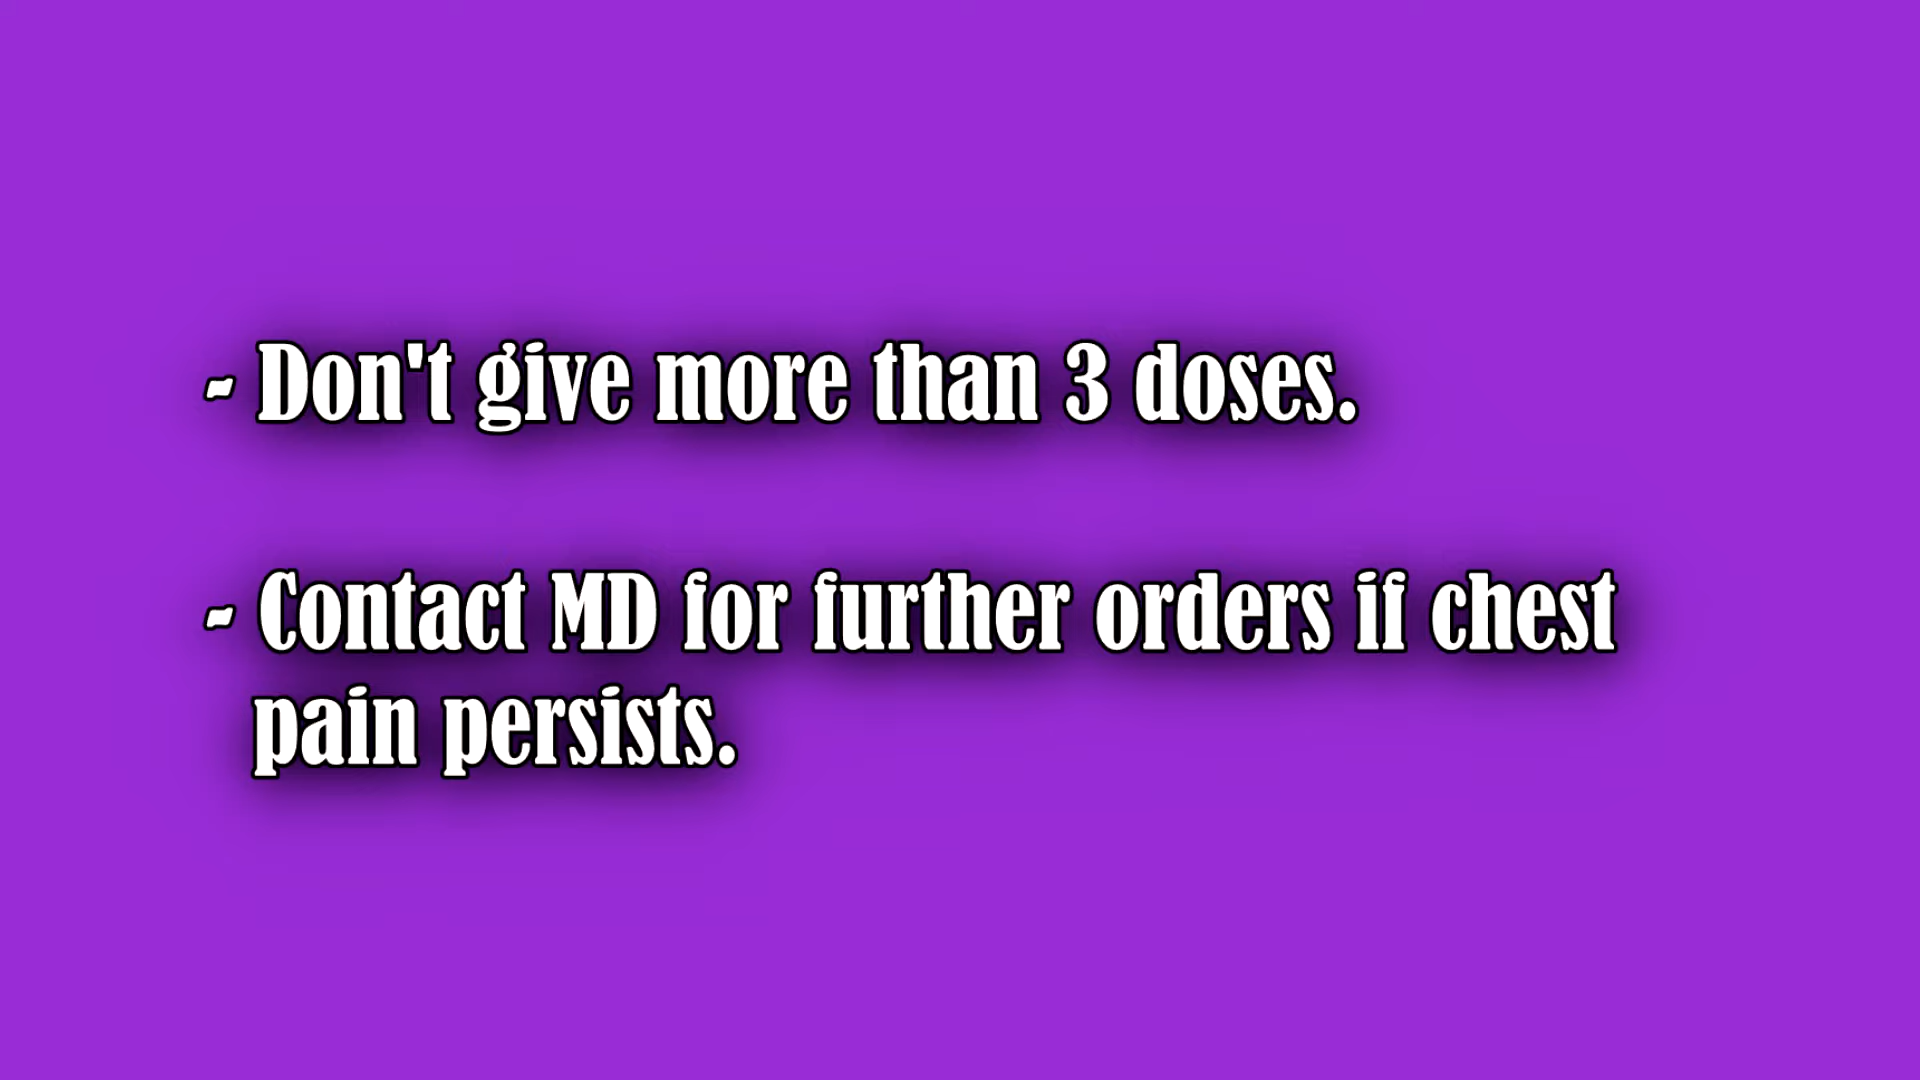 - Don't give more than 3 doses.
- Contact MD for further orders if chest
pain persists.